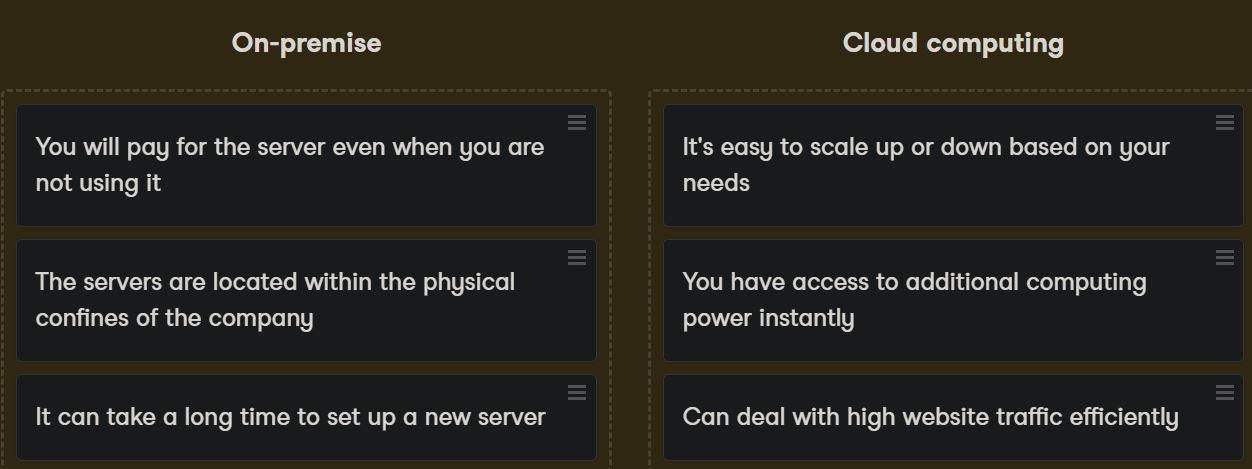 On-premise
You will pay for the server even when you are
not using it
The servers are located within the physical
confines of the company
It can take a long time to set up a new server
Cloud computing
It's easy to scale up or down based on your
needs
You have access to additional computing
power instantly
Can deal with high website traffic efficiently